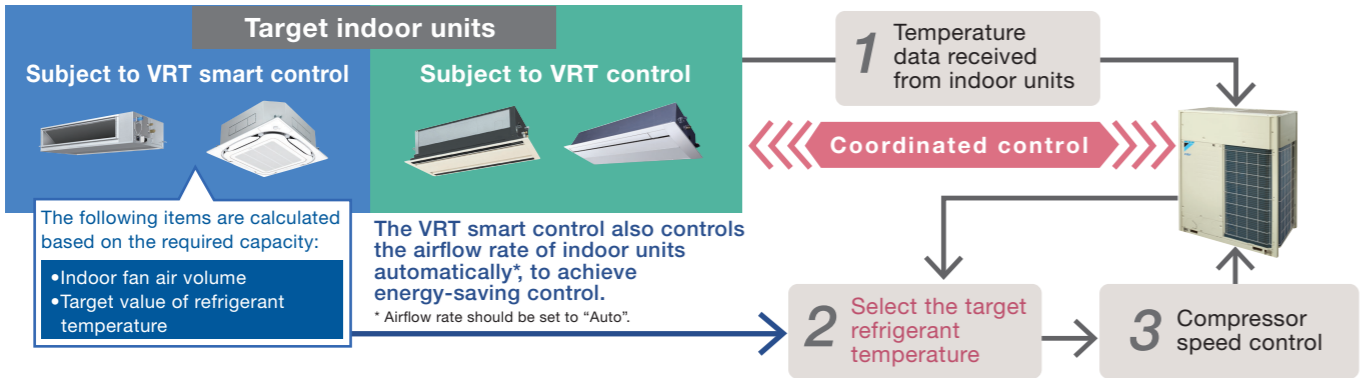 Target indoor units
Subject to VRT smart control
Subject to VRT control
The following items are calculated
based on the required capacity:
•Indoor fan air volume
•Target value of refrigerant
temperature
The VRT smart control also controls
the airflow rate of indoor units
automatically*, to achieve
energy-saving control.
* Airflow rate should be set to “Auto”.
1 Temperature
data received
from indoor units
Coordinated control
2 Select the target
refrigerant
temperature
3 Compressor
speed control